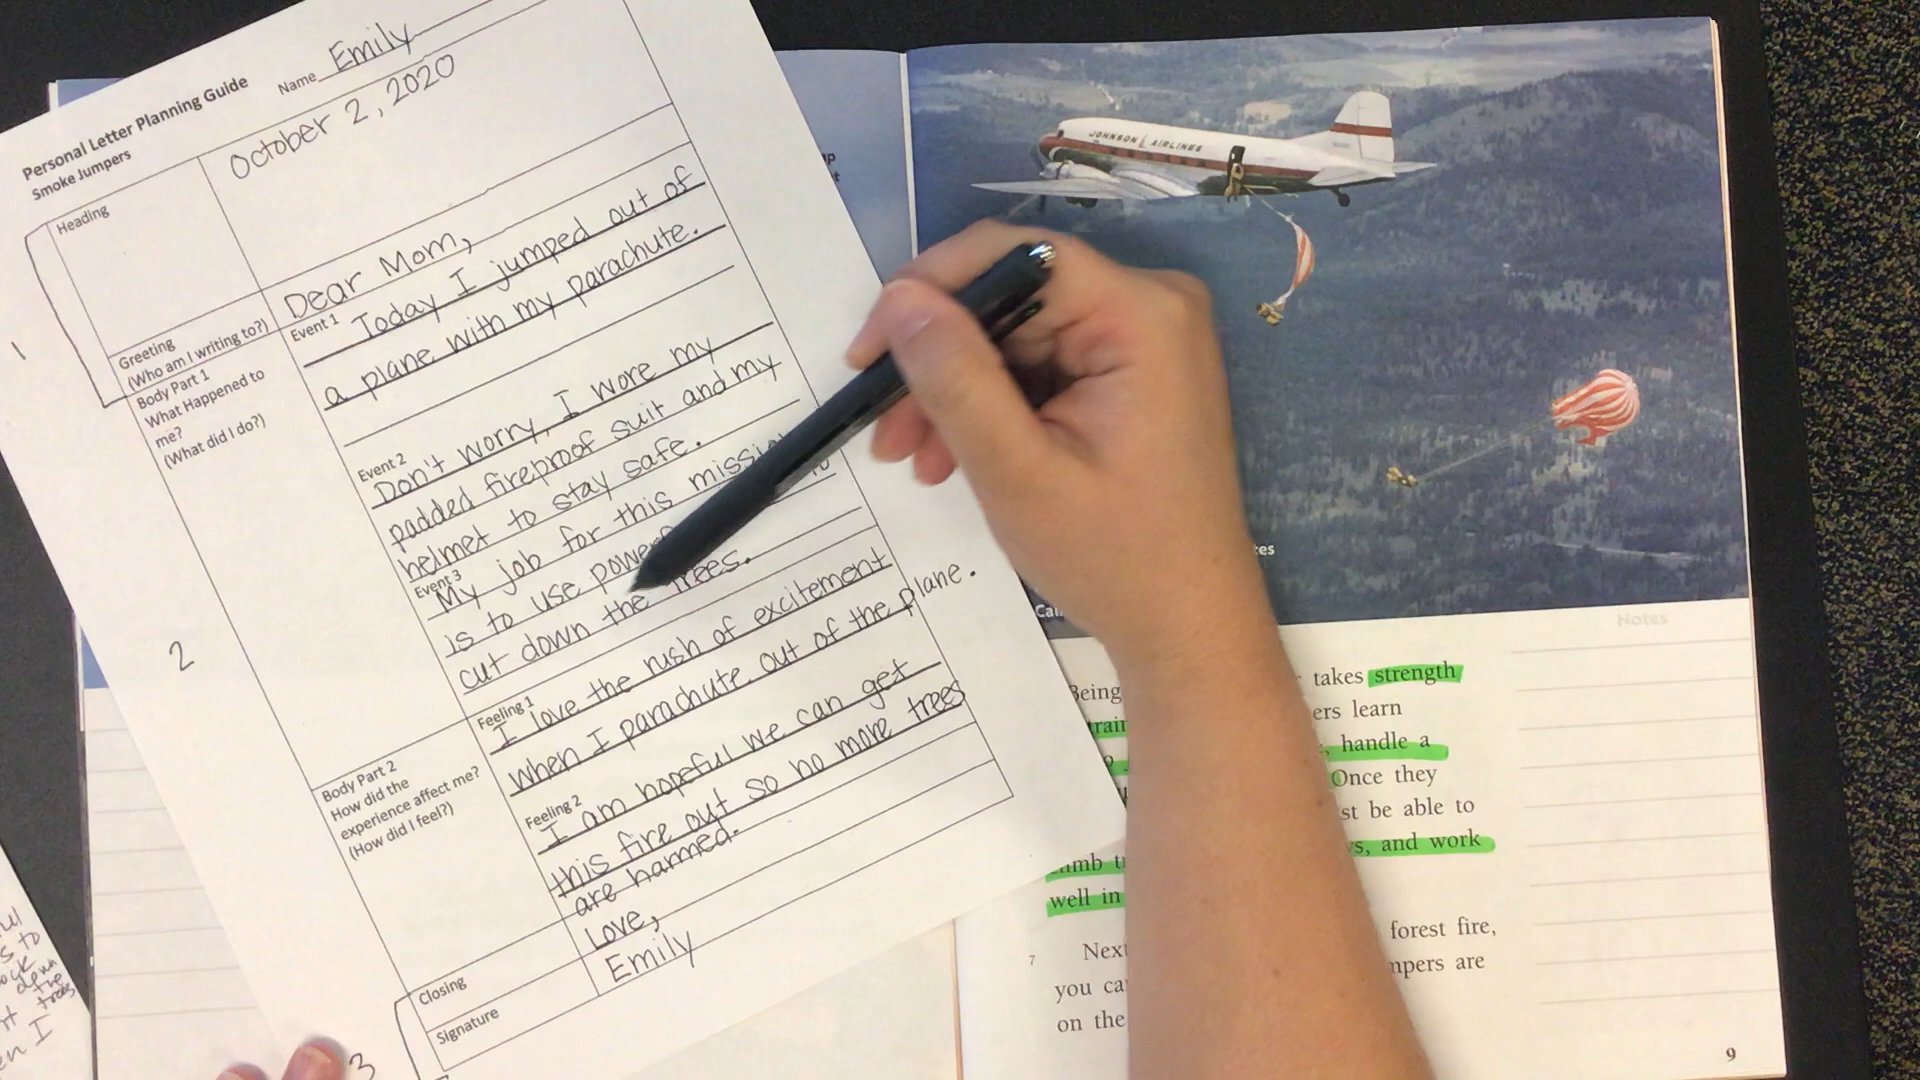 Personal Letter Planning Guide
Smoke Jumpers
Name Emily
Heading
October 2, 2020
Greeting
(Who am I writing to?)
Dear Mom,
Body Part 1
What Happened to
me?
(What did I do?)
Event 1
Today I jumped out of
a plane with my parachute.
Event 2
Don't worry, I wore my
padded fireproof suit and my
helmet to stay safe.
Event 3
My job for this
is to use
cut down the trees.
Body Part 2
How did the
experience affect me?
(How did I feel?)
Feeling 1
I love the rush of excitement
when I parachute out of the plane.
Feeling 2
I am hopeful we can get
this fire out so no more trees
are harmed.
Closing
Love,
Signature
Emily
1
2
3
s to
down
the
trees
I
JOHNSON AIRLINES
Notes
Being takes strength
learn
handle a
Once they
be able to
and work
well in
7 forest fire,
you are
on the
9